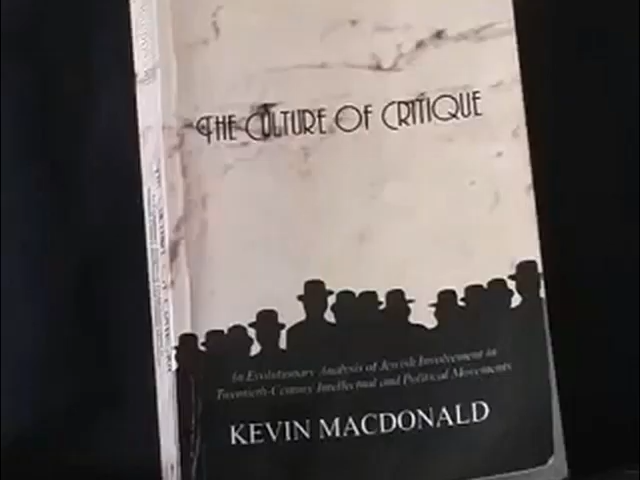 THE CULTURE OF CRITIQUE
An Evolutionary Analysis of Jewish Involvement in
Twentieth-Century Intellectual and Political Movements
KEVIN MACDONALD